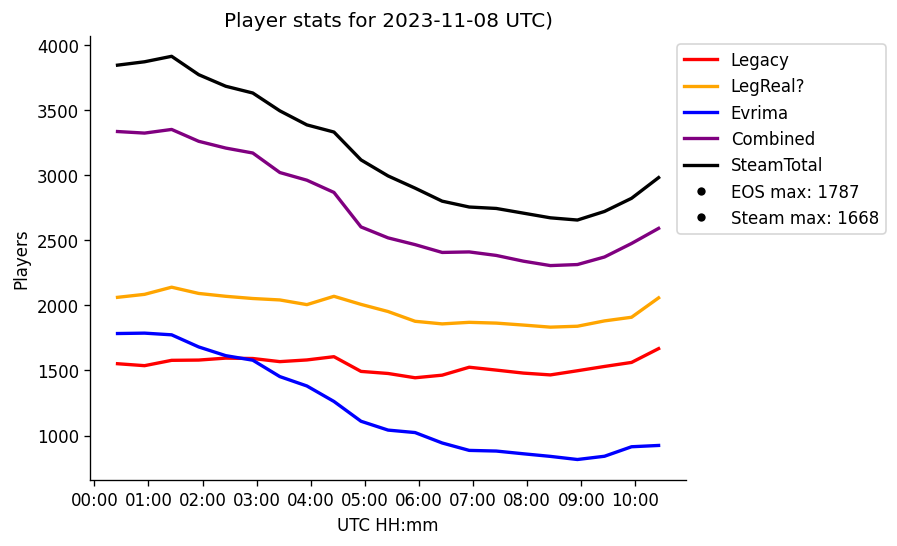 Player stats for 2023-11-08 UTC)
4000
3500
3000
2500
2000
1500
1000
Players
00:00 01:00 02:00 03:00 04:00 05:00 06:00 07:00 08:00 09:00 10:00
UTC HH:mm
Legacy
LegReal?
Evrima
Combined
SteamTotal
EOS max: 1787
Steam max: 1668